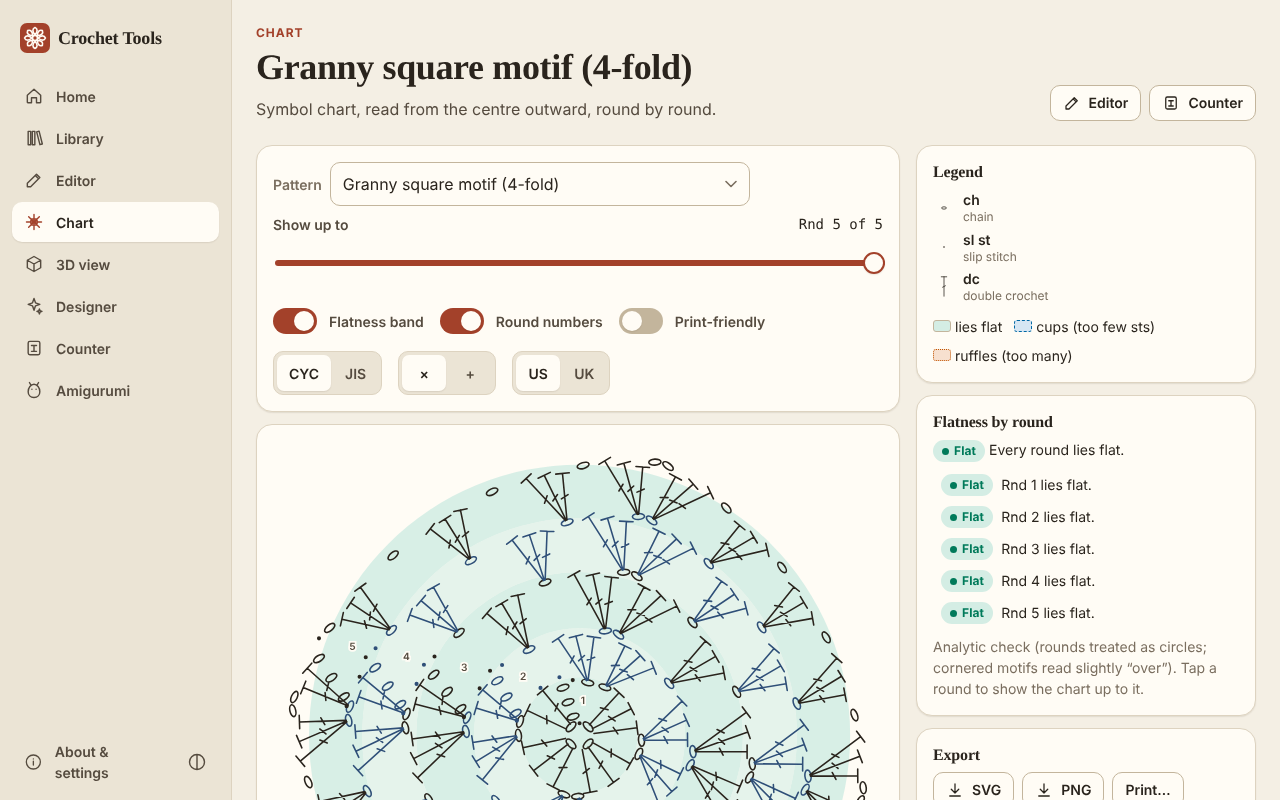 Crochet Tools
Home
Library
Editor
Chart
3D view
Designer
Counter
Amigurumi
About &
settings
CHART
Granny square motif (4-fold)
Symbol chart, read from the centre outward, round by round.
Editor
Counter
Pattern
Granny square motif (4-fold)
Show up to
Rnd 5 of 5
Flatness band
Round numbers
Print-friendly
CYC
JIS
×
+
US
UK
5
4
3
2
1
Legend
ch
chain
sl st
slip stitch
dc
double crochet
lies flat
cups (too few sts)
ruffles (too many)
Flatness by round
Flat Every round lies flat.
Flat Rnd 1 lies flat.
Flat Rnd 2 lies flat.
Flat Rnd 3 lies flat.
Flat Rnd 4 lies flat.
Flat Rnd 5 lies flat.
Analytic check (rounds treated as circles;
cornered motifs read slightly “over”). Tap a
round to show the chart up to it.
Export
SVG
PNG
Print…